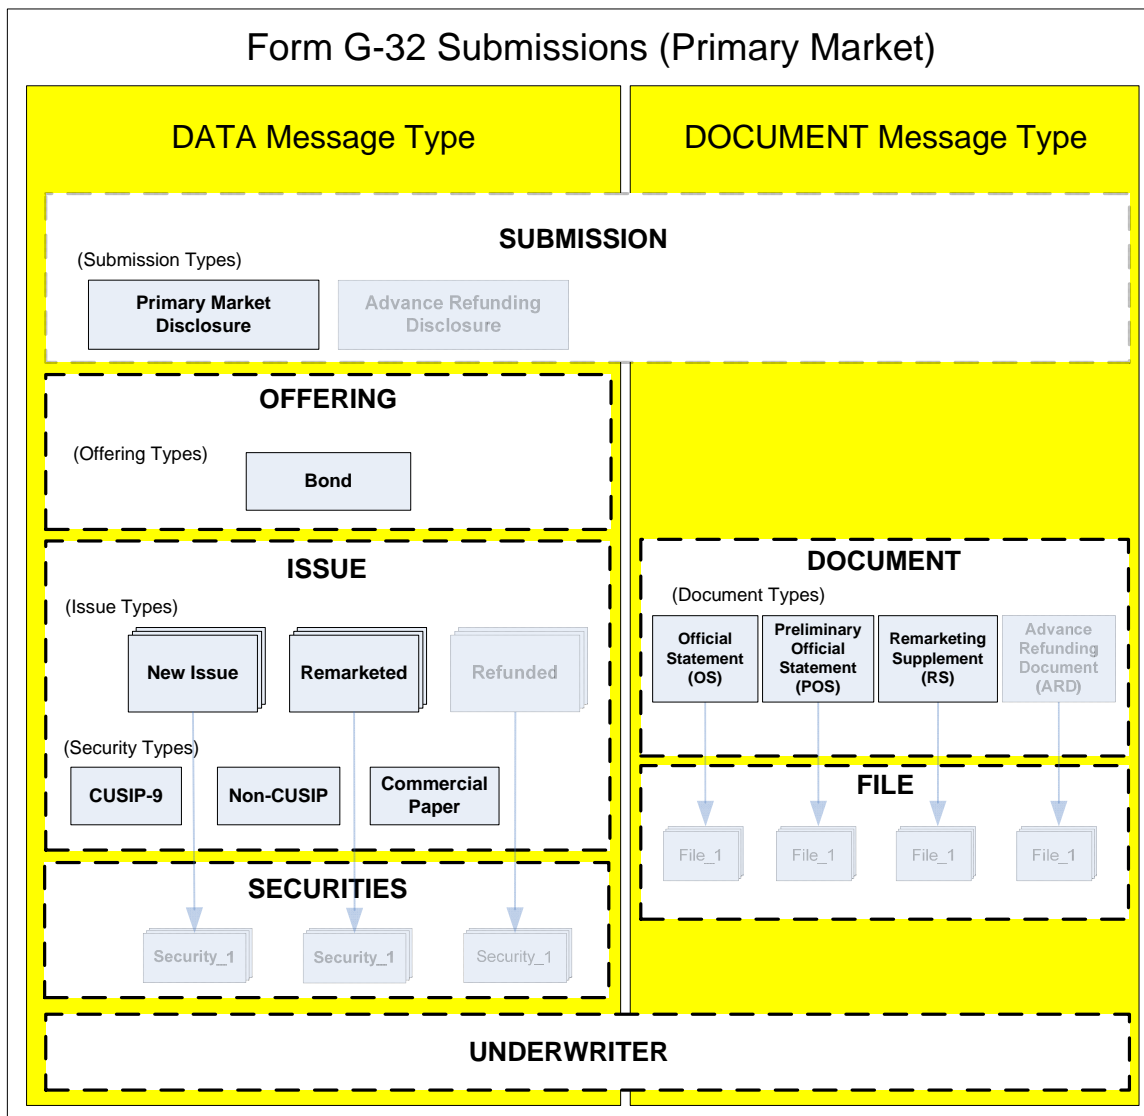 Form G-32 Submissions (Primary Market)
DATA Message Type
DOCUMENT Message Type
SUBMISSION
(Submission Types)
Primary Market
Disclosure
Advance Refunding
Disclosure
OFFERING
(Offering Types)
Bond
ISSUE
(Issue Types)
New Issue
Remarketed
Refunded
(Security Types)
CUSIP-9
Non-CUSIP
Commercial
Paper
SECURITIES
Security_1
Security_1
Security_1
DOCUMENT
(Document Types)
Official
Statement
(OS)
Preliminary
Official
Statement
(POS)
Remarketing
Supplement
(RS)
Advance
Refunding
Document
(ARD)
FILE
File_1
File_1
File_1
File_1
UNDERWRITER